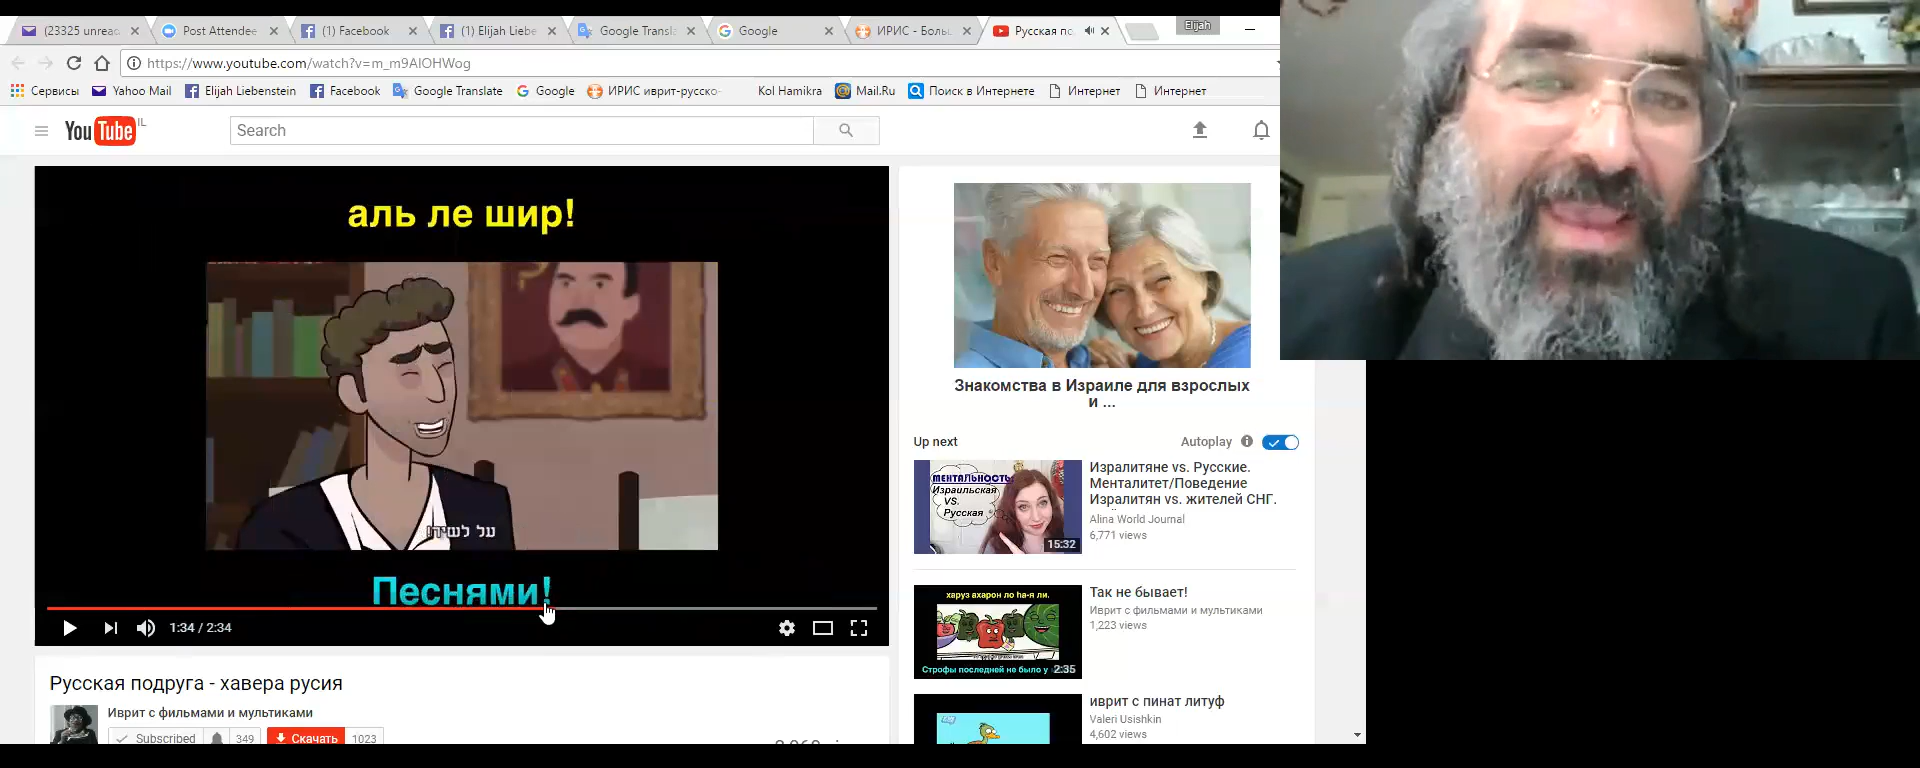 (23325 unread
Post Attendee
(1) Facebook
(1) Elijah Liebe
Google Transl
Google
ИРИС - Боль
Русская по
Elijah
https://www.youtube.com/watch?v=m_m9AIOHWog
Сервисы
Yahoo Mail
Elijah Liebenstein
Facebook
Google Translate
Google
ИРИС иврит-русско-
Kol Hamikra
Mail.Ru
Поиск в Интернете
Интернет
Интернет
YouTube IL
Search
аль ле шир!
על לשיר!
Песнями!
1:34 / 2:34
Русская подруга - хавера русия
Иврит с фильмами и мультиками
Subscribed
349
Скачать
1023
Знакомства в Израиле для взрослых
и ...
Up next
Autoplay
МЕНТАЛЬНОСТЬ
Израильская
VS.
Русская
15:32
Изралитяне vs. Русские.
Менталитет/Поведение
Изралитян vs. жителей СНГ.
Alina World Journal
6,771 views
харуз ахарон ло hа-я ли.
Строфы последней не было у
2:35
Так не бывает!
Иврит с фильмами и мультиками
1,223 views
иврит с пинат литуф
Valeri Usishkin
4,602 views